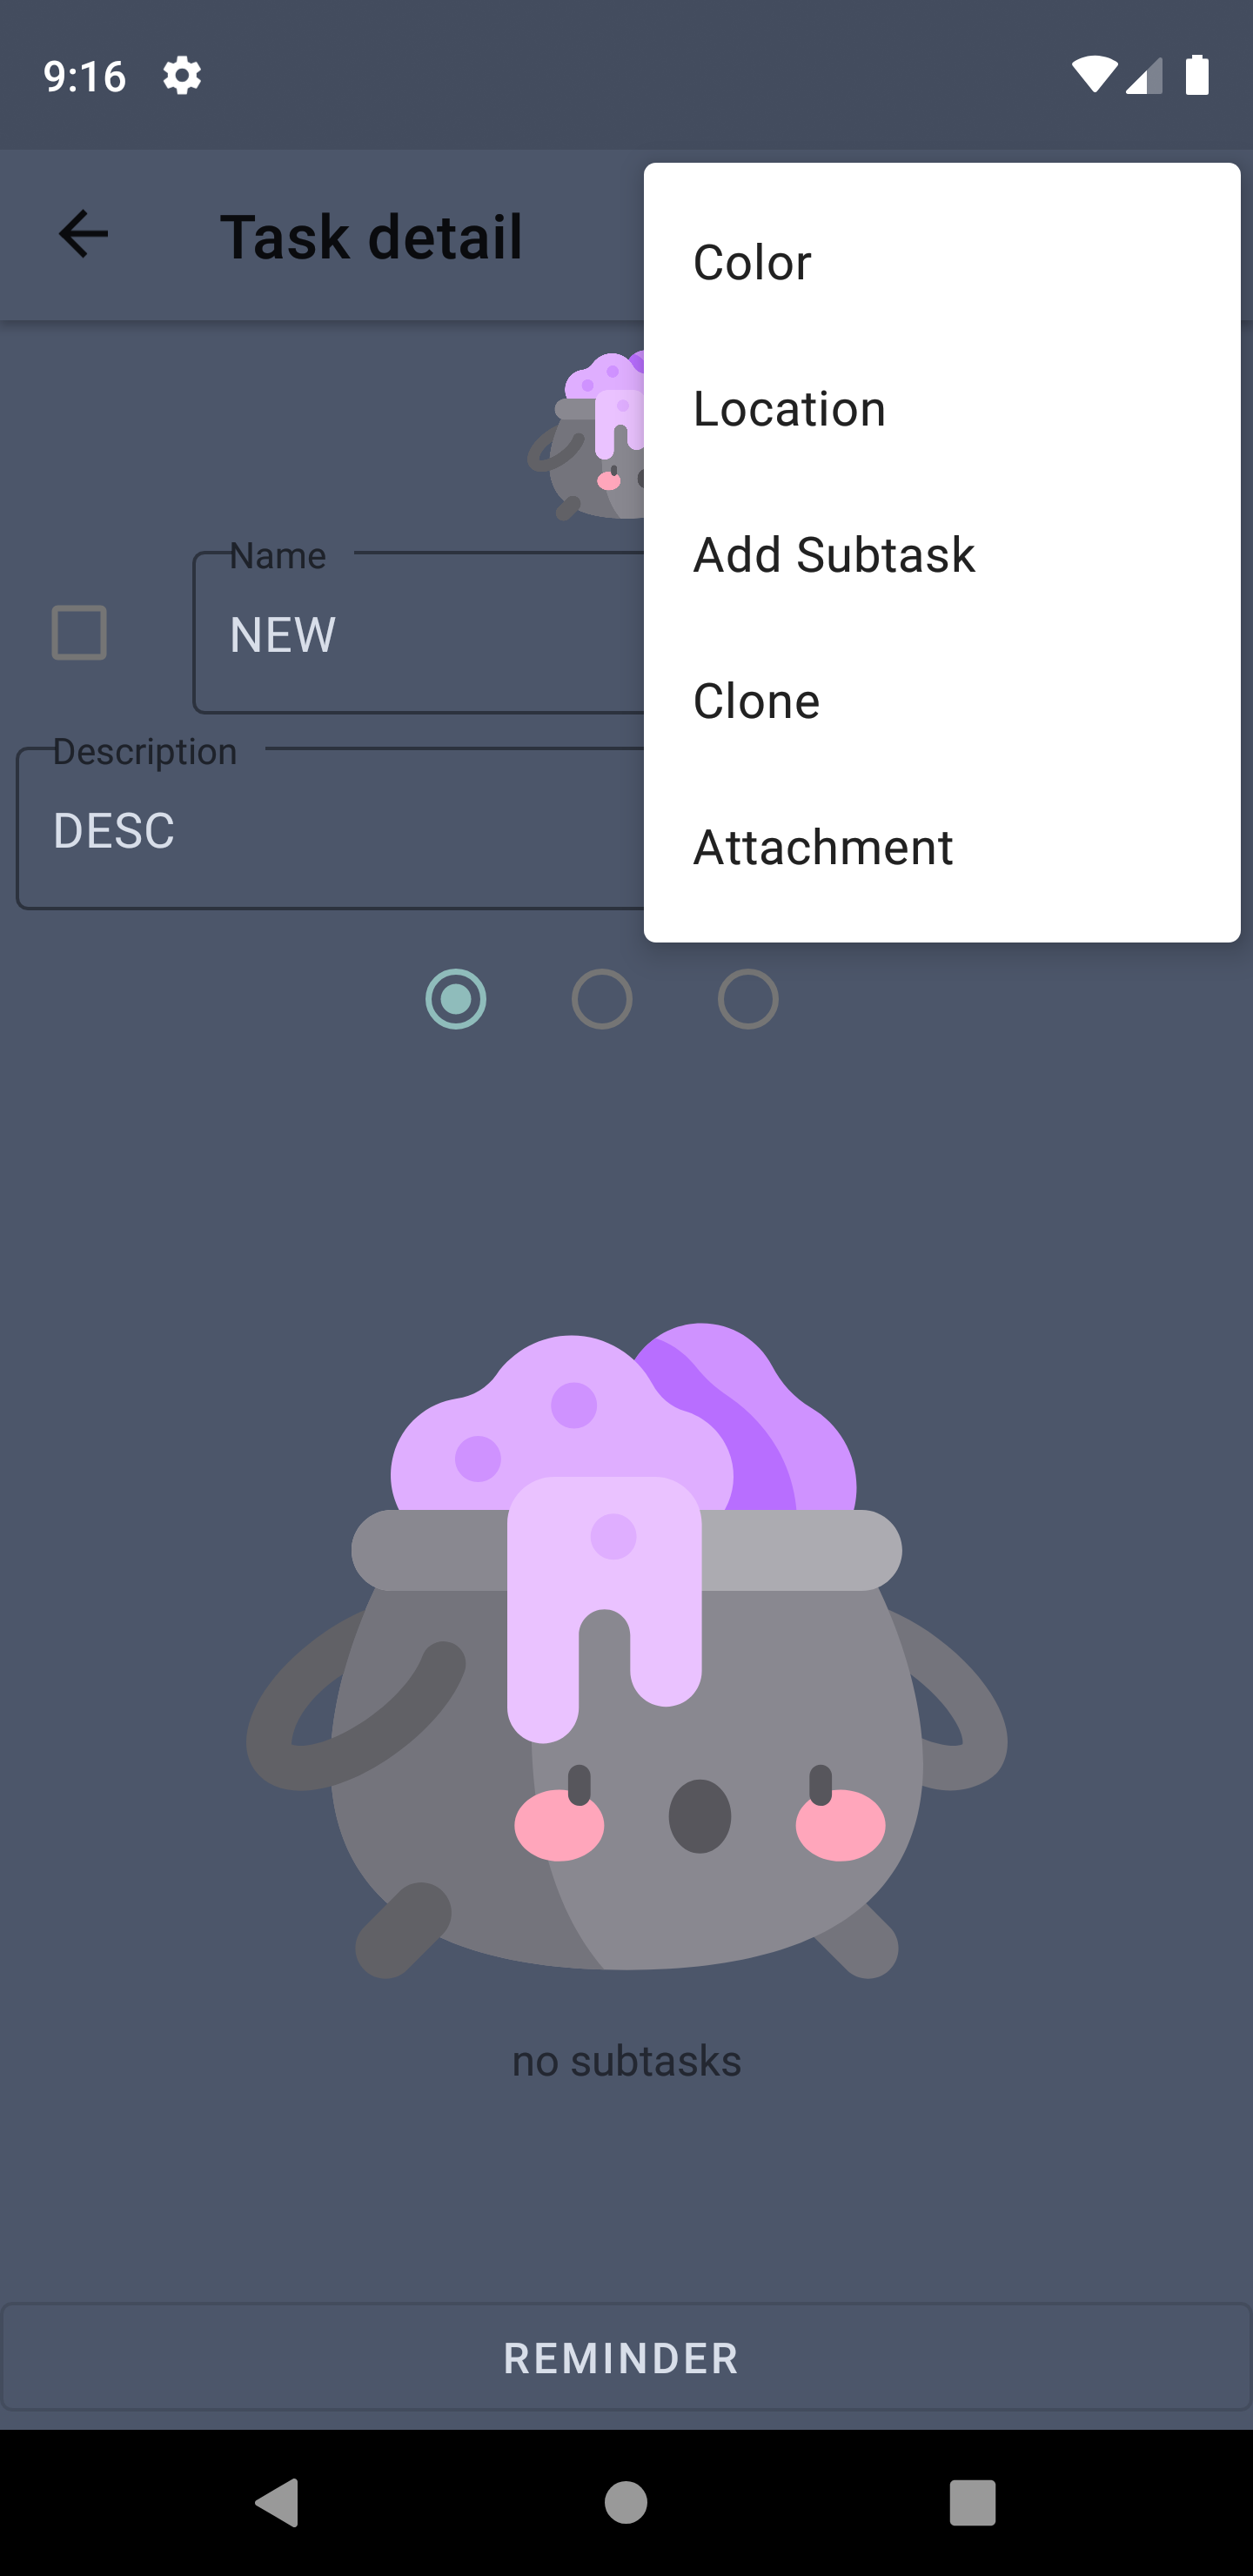 9:16
Task detail
Color
Location
Add Subtask
Clone
Attachment
Name
NEW
Description
DESC
no subtasks
REMINDER